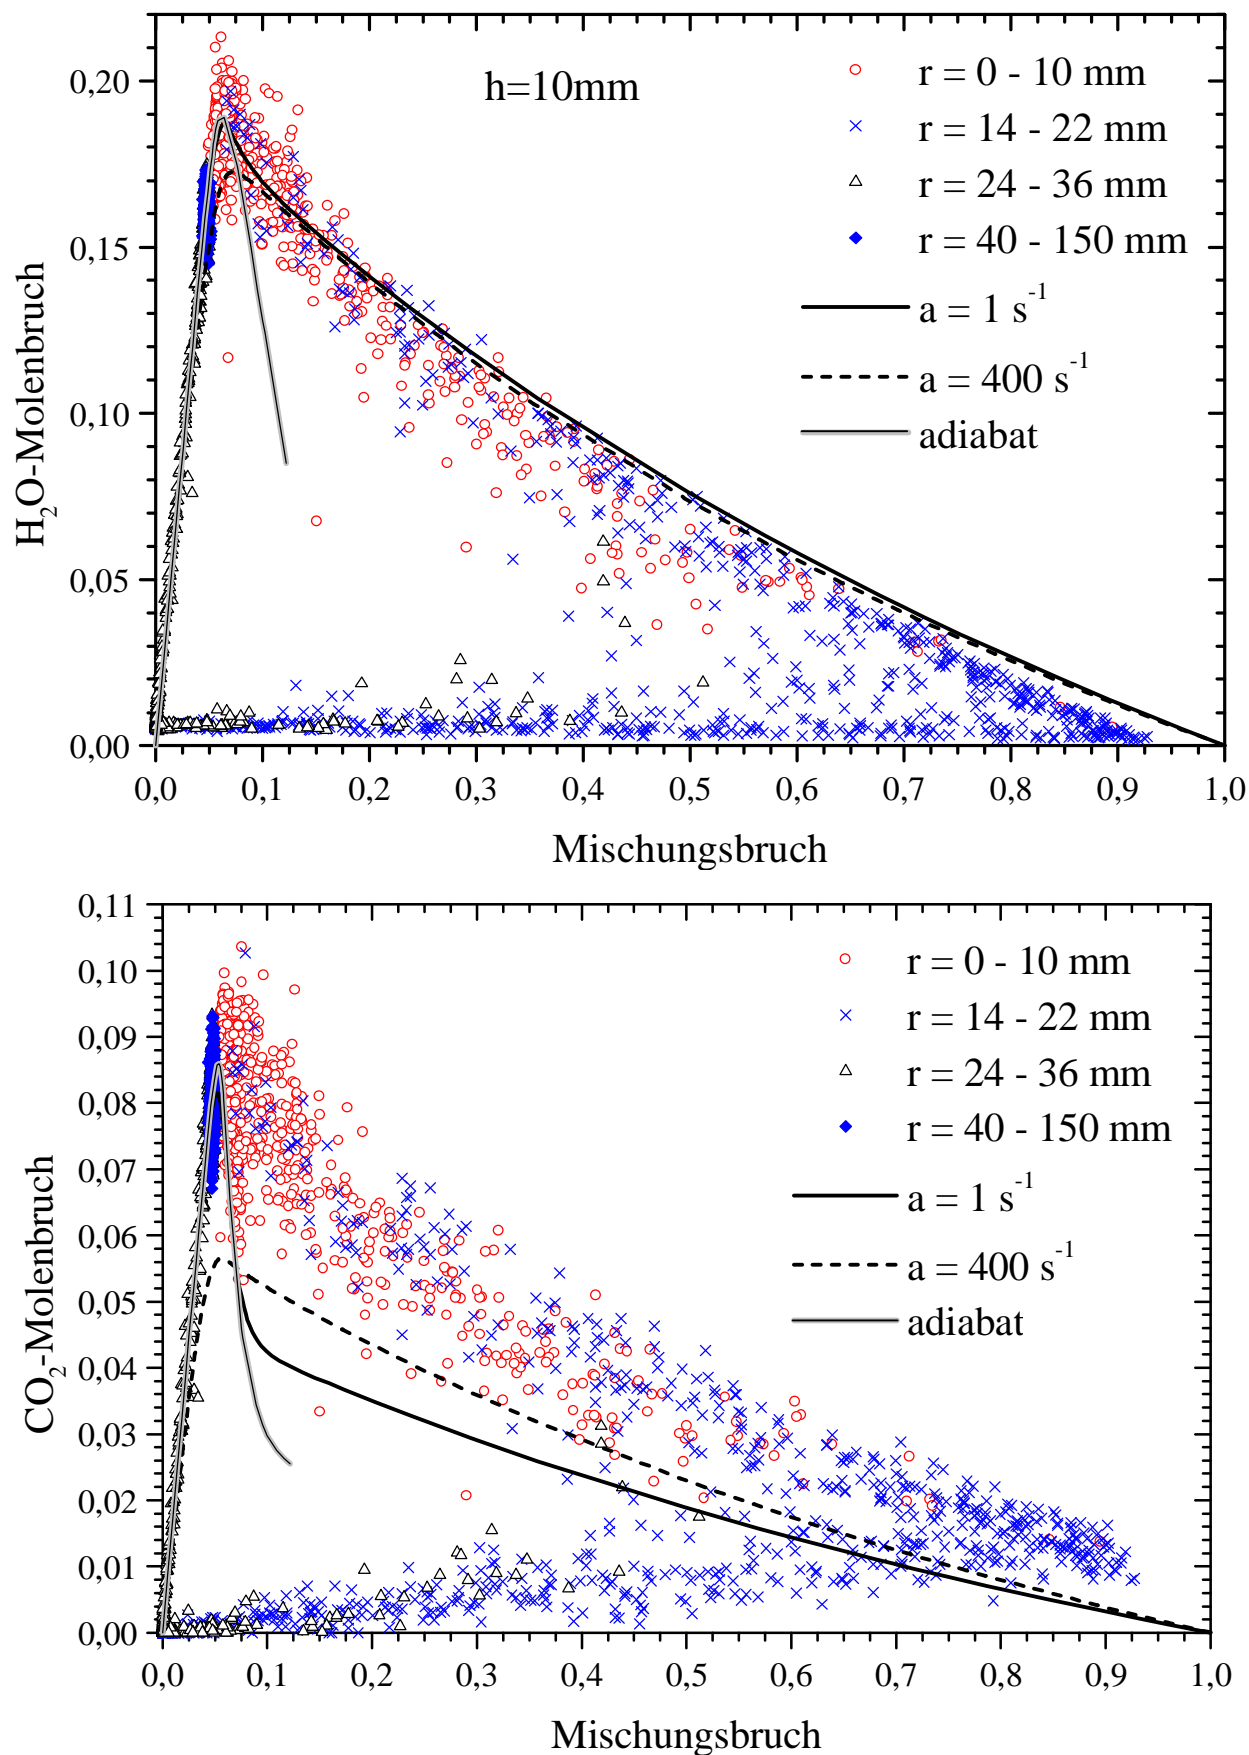 h=10mm
r = 0 - 10 mm
r = 14 - 22 mm
r = 24 - 36 mm
r = 40 - 150 mm
a = 1 s⁻¹
a = 400 s⁻¹
adiabat
H₂O-Molenbruch
0,20
0,15
0,10
0,05
0,00
0,0 0,1 0,2 0,3 0,4 0,5 0,6 0,7 0,8 0,9 1,0
Mischungsbruch
r = 0 - 10 mm
r = 14 - 22 mm
r = 24 - 36 mm
r = 40 - 150 mm
a = 1 s⁻¹
a = 400 s⁻¹
adiabat
CO₂-Molenbruch
0,11
0,10
0,09
0,08
0,07
0,06
0,05
0,04
0,03
0,02
0,01
0,00
0,0 0,1 0,2 0,3 0,4 0,5 0,6 0,7 0,8 0,9 1,0
Mischungsbruch